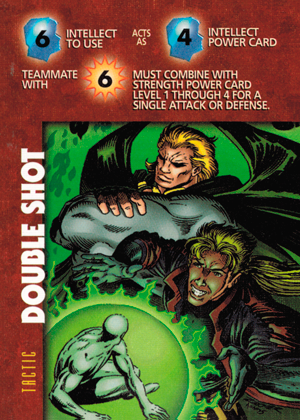 6 INTELLECT TO USE ACTS AS 4 INTELLECT POWER CARD
TEAMMATE WITH 6 MUST COMBINE WITH
STRENGTH POWER CARD
LEVEL 1 THROUGH 4 FOR A
SINGLE ATTACK OR DEFENSE.
DOUBLE SHOT
TACTIC